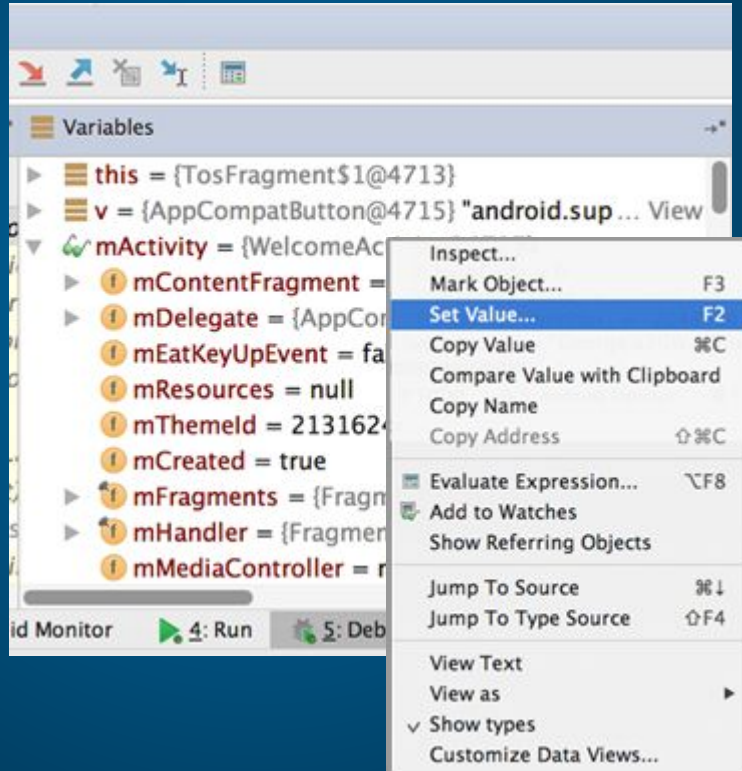 Variables
this = {TosFragment$1@4713}
v = {AppCompatButton@4715} "android.sup... View
mActivity = {WelcomeAc
mContentFragment =
mDelegate = {AppCor
mEatKeyUpEvent = fa
mResources = null
mThemeId = 2131624
mCreated = true
mFragments = {Fragm
mHandler = {Fragmer
mMediaController = r
id Monitor 4: Run 5: Deb
Inspect...
Mark Object... F3
Set Value... F2
Copy Value ⌘C
Compare Value with Clipboard
Copy Name
Copy Address ⇧⌘C
Evaluate Expression... ⌥F8
Add to Watches
Show Referring Objects
Jump To Source ⌘↓
Jump To Type Source ⇧F4
View Text
View as
Show types
Customize Data Views...